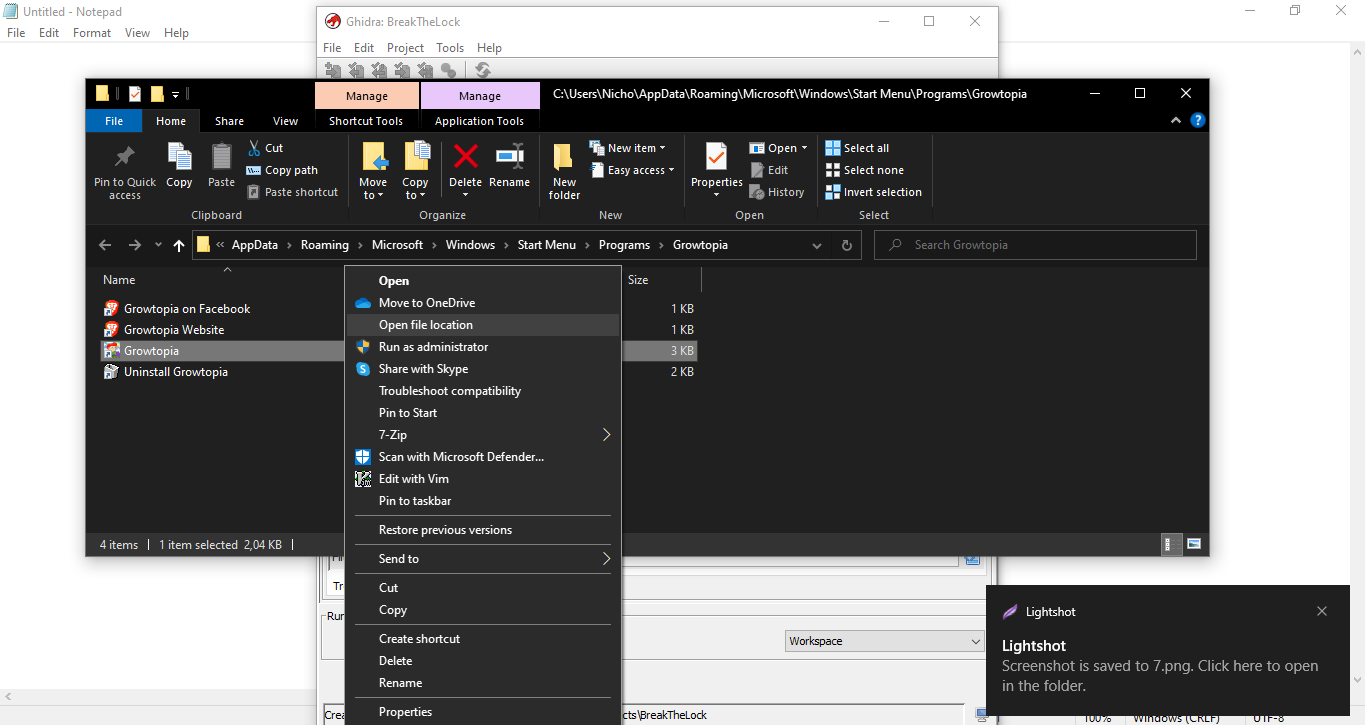 Untitled - Notepad
File Edit Format View Help
Ghidra: BreakTheLock
File Edit Project Tools Help
Manage Manage C:\Users\Nicho\AppData\Roaming\Microsoft\Windows\Start Menu\Programs\Growtopia
File Home Share View Shortcut Tools Application Tools
Pin to Quick access
Copy
Paste
Cut
Copy path
Paste shortcut
Clipboard
Move to
Copy to
Delete
Rename
Organize
New folder
New item
Easy access
New
Properties
Open
Edit
History
Open
Select all
Select none
Invert selection
Select
« AppData › Roaming › Microsoft › Windows › Start Menu › Programs › Growtopia
Search Growtopia
Name Size
Growtopia on Facebook 1 KB
Growtopia Website 1 KB
Growtopia 3 KB
Uninstall Growtopia 2 KB
4 items | 1 item selected 2,04 KB |
Open
Move to OneDrive
Open file location
Run as administrator
Share with Skype
Troubleshoot compatibility
Pin to Start
7-Zip
Scan with Microsoft Defender...
Edit with Vim
Pin to taskbar
Restore previous versions
Send to
Cut
Copy
Create shortcut
Delete
Rename
Properties
Tr
Run
Workspace
Crea
cts\BreakTheLock
Lightshot
Lightshot
Screenshot is saved to 7.png. Click here to open
in the folder.
100% Windows (CRLF) UTF-8